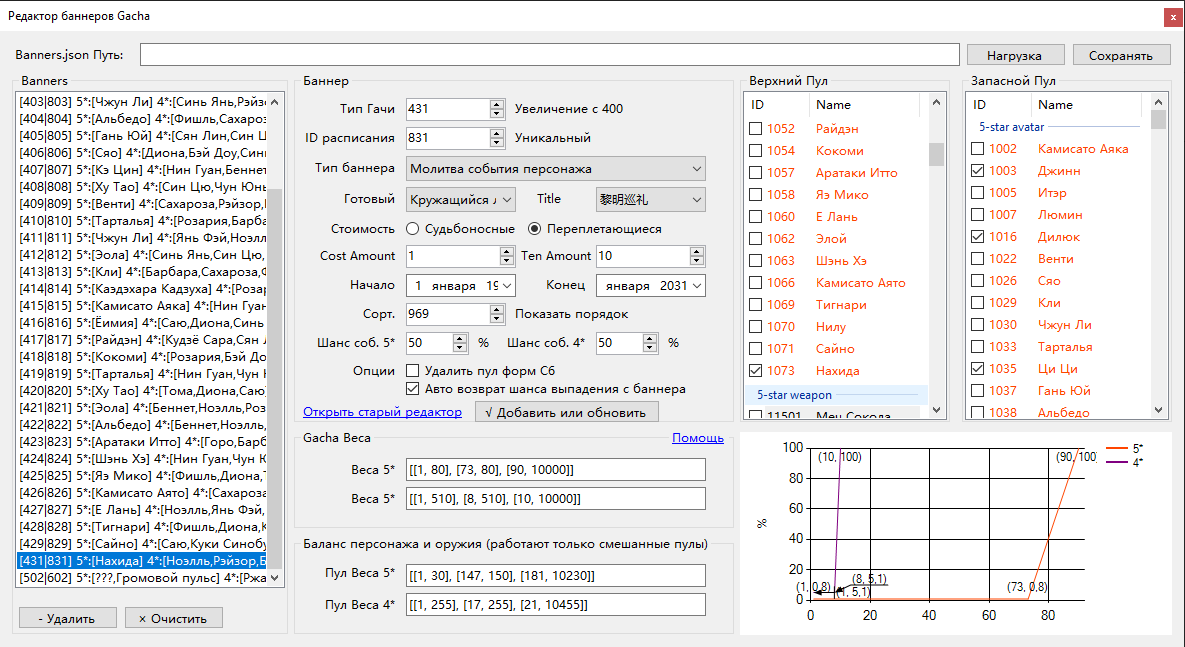 Редактор баннеров Gacha
x
Banners.json Путь:
Нагрузка
Сохранять
Banners
[403|803] 5*:[Чжун Ли] 4*:[Синь Янь,Рэйзо
[404|804] 5*:[Альбедо] 4*:[Фишль,Сахароз
[405|805] 5*:[Гань Юй] 4*:[Сян Лин,Син Ц
[406|806] 5*:[Сяо] 4*:[Диона,Бэй Доу,Син
[407|807] 5*:[Кэ Цин] 4*:[Нин Гуан,Беннет
[408|808] 5*:[Ху Тао] 4*:[Син Цю,Чун Юнь
[409|809] 5*:[Венти] 4*:[Сахароза,Рэйзор,
[410|810] 5*:[Тарталья] 4*:[Розария,Барба
[411|811] 5*:[Чжун Ли] 4*:[Янь Фэй,Ноэлл
[412|812] 5*:[Эола] 4*:[Синь Янь,Син Цю,
[413|813] 5*:[Кли] 4*:[Барбара,Сахароза,Ф
[414|814] 5*:[Каэдэхара Кадзуха] 4*:[Розар
[415|815] 5*:[Камисато Аяка] 4*:[Нин Гуан
[416|816] 5*:[Ёимия] 4*:[Саю,Диона,Синь
[417|817] 5*:[Райдэн] 4*:[Кудзё Сара,Сян Л
[418|818] 5*:[Кокоми] 4*:[Розария,Бэй До
[419|819] 5*:[Тарталья] 4*:[Нин Гуан,Чун Ю
[420|820] 5*:[Ху Тао] 4*:[Тома,Диона,Саю
[421|821] 5*:[Эола] 4*:[Беннет,Ноэлль,Роз
[422|822] 5*:[Альбедо] 4*:[Беннет,Ноэлль,
[423|823] 5*:[Аратаки Итто] 4*:[Горо,Барб
[424|824] 5*:[Шэнь Хэ] 4*:[Нин Гуан,Чун Ю
[425|825] 5*:[Яэ Мико] 4*:[Фишль,Диона,Т
[426|826] 5*:[Камисато Аято] 4*:[Сахароза
[427|827] 5*:[Е Лань] 4*:[Ноэлль,Янь Фэй,
[428|828] 5*:[Тигнари] 4*:[Фишль,Диона,К
[429|829] 5*:[Сайно] 4*:[Саю,Куки Синобу
[431|831] 5*:[Нахида] 4*:[Ноэлль,Рэйзор,Б
[502|602] 5*:[???,Громовой пульс] 4*:[Ржа
- Удалить
× Очистить
Баннер
Тип Гачи
431
Увеличение с 400
ID расписания
831
Уникальный
Тип баннера
Молитва события персонажа
Готовый
Кружащийся л
Title
黎明巡礼
Стоимость
Судьбоносные
Переплетающиеся
Cost Amount
1
Ten Amount
10
Начало
1 января 19
Конец
января 2031
Сорт.
969
Показать порядок
Шанс соб. 5*
50
%
Шанс соб. 4*
50
%
Опции
Удалить пул форм С6
Авто возврат шанса выпадения с баннера
Открыть старый редактор
√ Добавить или обновить
Gacha Веса
Помощь
Веса 5*
[[1, 80], [73, 80], [90, 10000]]
Веса 5*
[[1, 510], [8, 510], [10, 10000]]
Баланс персонажа и оружия (работают только смешанные пулы)
Пул Веса 5*
[[1, 30], [147, 150], [181, 10230]]
Пул Веса 4*
[[1, 255], [17, 255], [21, 10455]]
Верхний Пул
ID
Name
1052 Райдэн
1054 Кокоми
1057 Аратаки Итто
1058 Яэ Мико
1060 Е Лань
1062 Элой
1063 Шэнь Хэ
1066 Камисато Аято
1069 Тигнари
1070 Нилу
1071 Сайно
1073 Нахида
5-star weapon
11501 Меч Сокола
Запасной Пул
ID
Name
5-star avatar
1002 Камисато Аяка
1003 Джинн
1005 Итэр
1007 Люмин
1016 Дилюк
1022 Венти
1026 Сяо
1029 Кли
1030 Чжун Ли
1033 Тарталья
1035 Ци Ци
1037 Гань Юй
1038 Альбедо
100
80
60
40
20
0
%
0
20
40
60
80
(10, 100)
(90, 100)
(1, 0,8)
(8, 5,1)
(1, 5,1)
(73, 0,8)
5*
4*